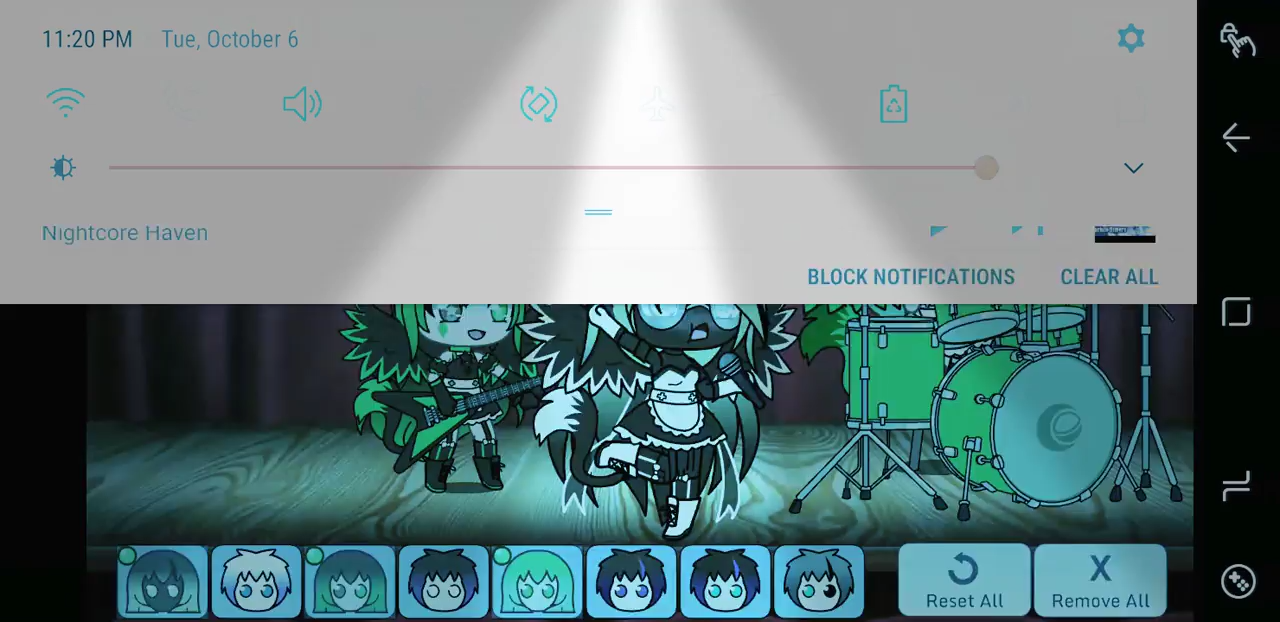 11:20 PM Tue, October 6
Nightcore Haven
BLOCK NOTIFICATIONS CLEAR ALL
Reset All
X
Remove All